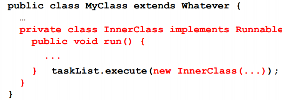 public class MyClass extends Whatever {
…
private class InnerClass implements Runnable
public void run() {
...
} taskList.execute(new InnerClass(...));
}
}